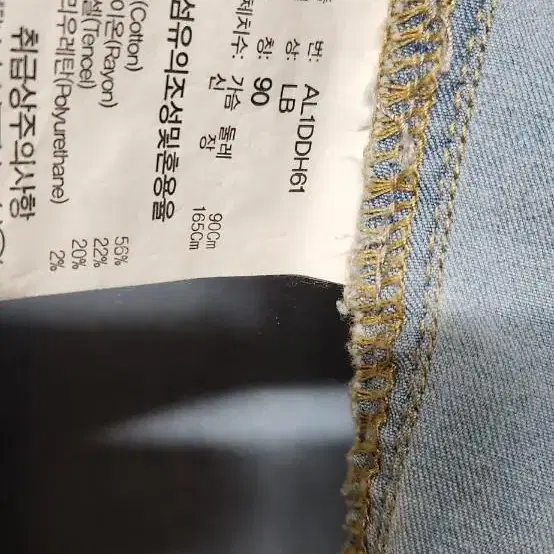 번: AL1DDH61
상: LB
칭: 90
체치수: 가슴 둘레 90Cm
신 장 165Cm
섬유의조성및혼용율
(Cotton) 56%
이온(Rayon) 22%
셀(Tencel) 20%
리우레탄(Polyurethane) 2%
취급상주의사항